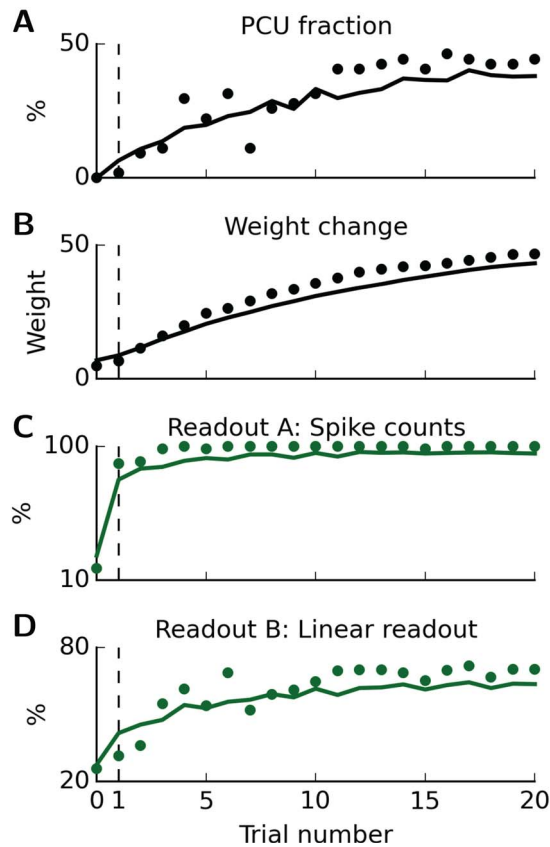 A
PCU fraction
50
%
0
B
Weight change
50
Weight
0
C
Readout A: Spike counts
100
%
10
D
Readout B: Linear readout
80
%
20
0 1 5 10 15 20
Trial number